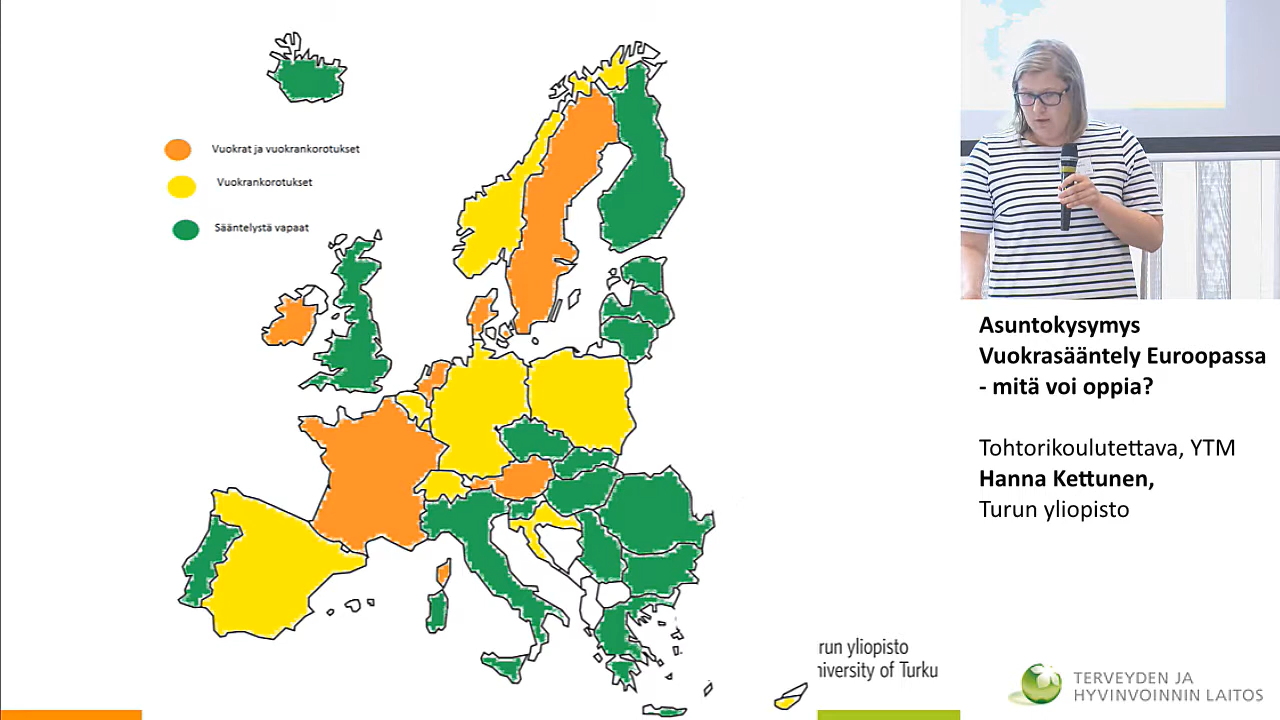 Vuokrat ja vuokrankorotukset
Vuokrankorotukset
Sääntelystä vapaat
Asuntokysymys
Vuokrasääntely Euroopassa
- mitä voi oppia?
Tohtorikoulutettava, YTM
Hanna Kettunen,
Turun yliopisto
run yliopisto
niversity of Turku
TERVEYDEN JA
HYVINVOINNIN LAITOS